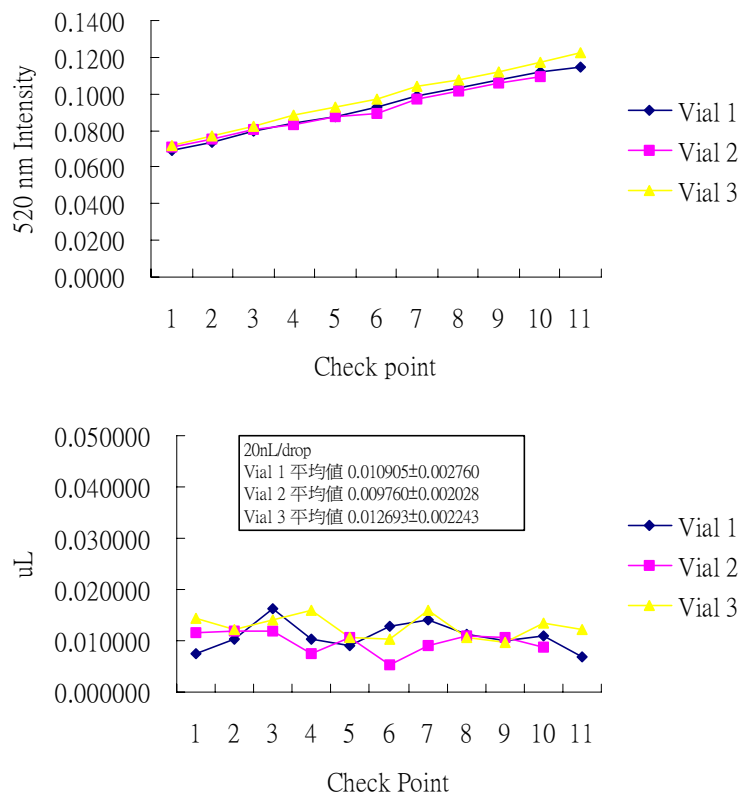 0.1400
0.1200
0.1000
0.0800
0.0600
0.0400
0.0200
0.0000
520 nm Intensity
1 2 3 4 5 6 7 8 9 10 11
Check point
Vial 1
Vial 2
Vial 3
0.050000
0.040000
0.030000
0.020000
0.010000
0.000000
uL
20nL/drop
Vial 1 平均值 0.010905±0.002760
Vial 2 平均值 0.009760±0.002028
Vial 3 平均值 0.012693±0.002243
1 2 3 4 5 6 7 8 9 10 11
Check Point
Vial 1
Vial 2
Vial 3